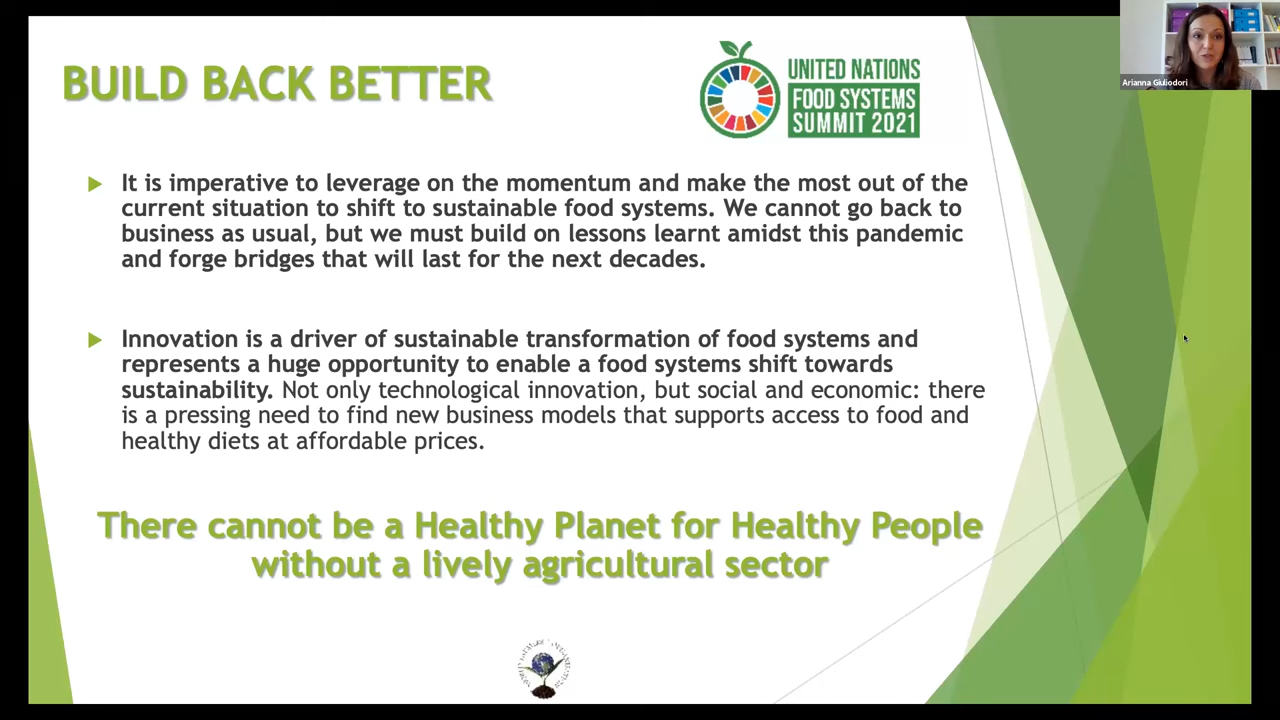 BUILD BACK BETTER
UNITED NATIONS
FOOD SYSTEMS
SUMMIT 2021
Arianna Giuliodori
It is imperative to leverage on the momentum and make the most out of the
current situation to shift to sustainable food systems. We cannot go back to
business as usual, but we must build on lessons learnt amidst this pandemic
and forge bridges that will last for the next decades.
Innovation is a driver of sustainable transformation of food systems and
represents a huge opportunity to enable a food systems shift towards
sustainability. Not only technological innovation, but social and economic: there
is a pressing need to find new business models that supports access to food and
healthy diets at affordable prices.
There cannot be a Healthy Planet for Healthy People
without a lively agricultural sector